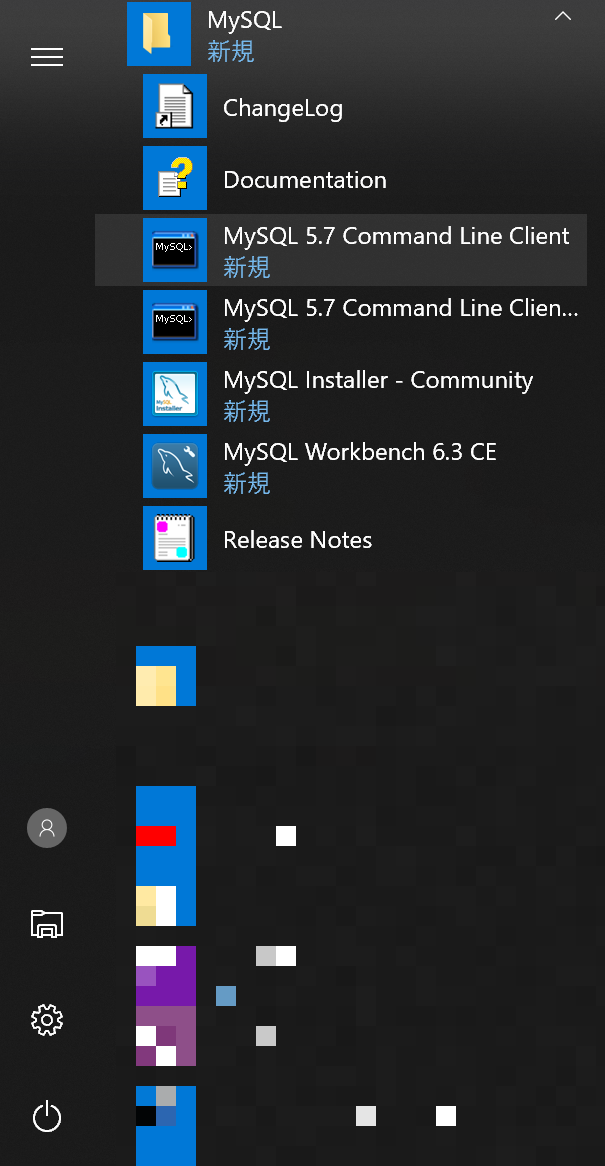 MySQL
新規
ChangeLog
Documentation
MySQL 5.7 Command Line Client
新規
MySQL 5.7 Command Line Clien...
新規
MySQL Installer - Community
新規
MySQL Workbench 6.3 CE
新規
Release Notes